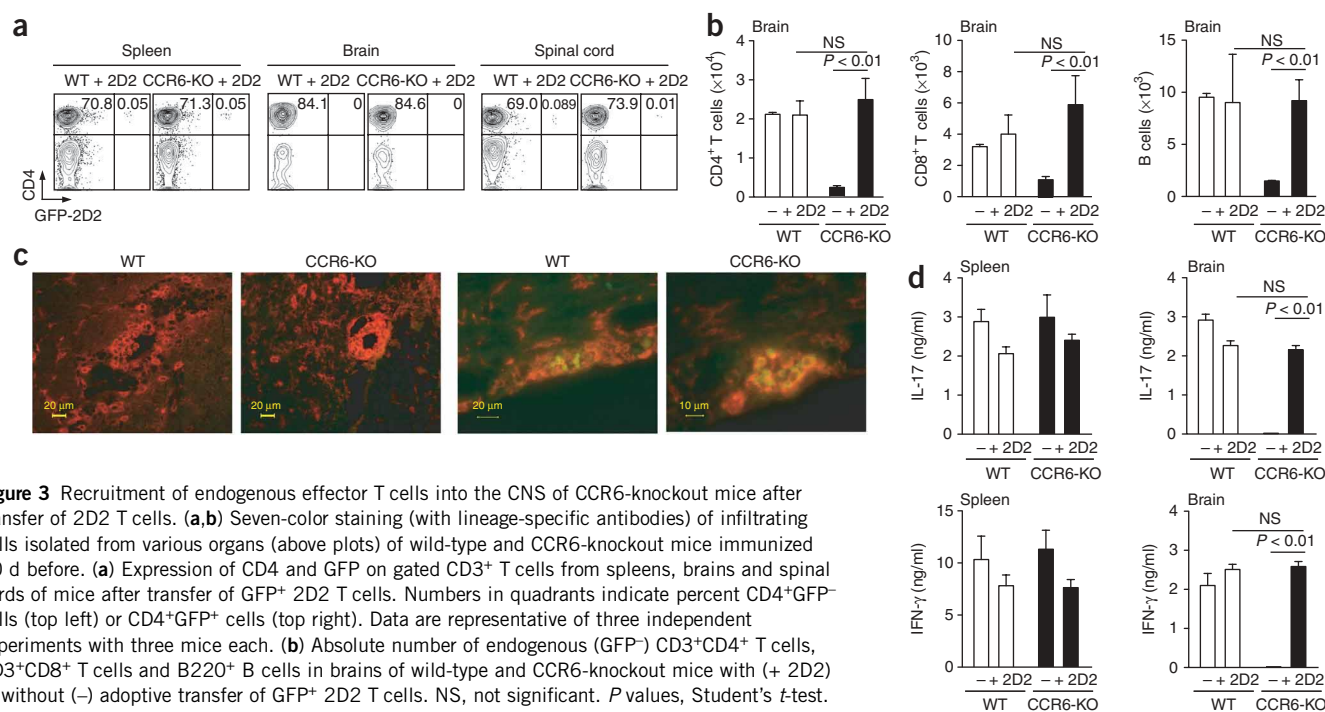 a
Spleen Brain Spinal cord
WT + 2D2 CCR6-KO + 2D2 WT + 2D2 CCR6-KO + 2D2 WT + 2D2 CCR6-KO + 2D2
70.8 0.05 71.3 0.05 84.1 0 84.6 0 69.0 0.089 73.9 0.01
CD4
GFP-2D2
b
Brain
CD4+ T cells (×10⁴)
4
3
2
1
0
NS
P < 0.01
– + 2D2 – + 2D2
WT CCR6-KO
Brain
CD8+ T cells (×10³)
10
8
6
4
2
0
NS
P < 0.01
– + 2D2 – + 2D2
WT CCR6-KO
Brain
B cells (×10³)
15
10
5
0
NS
P < 0.01
– + 2D2 – + 2D2
WT CCR6-KO
c
WT CCR6-KO WT CCR6-KO
20 µm 20 µm 20 µm 10 µm
d
Spleen
IL-17 (ng/ml)
4
3
2
1
0
– + 2D2 – + 2D2
WT CCR6-KO
Brain
IL-17 (ng/ml)
4
3
2
1
0
NS
P < 0.01
– + 2D2 – + 2D2
WT CCR6-KO
Spleen
IFN-γ (ng/ml)
15
10
5
0
– + 2D2 – + 2D2
WT CCR6-KO
Brain
IFN-γ (ng/ml)
4
3
2
1
0
NS
P < 0.01
– + 2D2 – + 2D2
WT CCR6-KO
gure 3 Recruitment of endogenous effector T cells into the CNS of CCR6-knockout mice after
nsfer of 2D2 T cells. (a,b) Seven-color staining (with lineage-specific antibodies) of infiltrating
lls isolated from various organs (above plots) of wild-type and CCR6-knockout mice immunized
0 d before. (a) Expression of CD4 and GFP on gated CD3+ T cells from spleens, brains and spinal
rds of mice after transfer of GFP+ 2D2 T cells. Numbers in quadrants indicate percent CD4+GFP–
lls (top left) or CD4+GFP+ cells (top right). Data are representative of three independent
periments with three mice each. (b) Absolute number of endogenous (GFP–) CD3+CD4+ T cells,
D3+CD8+ T cells and B220+ B cells in brains of wild-type and CCR6-knockout mice with (+ 2D2)
without (–) adoptive transfer of GFP+ 2D2 T cells. NS, not significant. P values, Student's t-test.